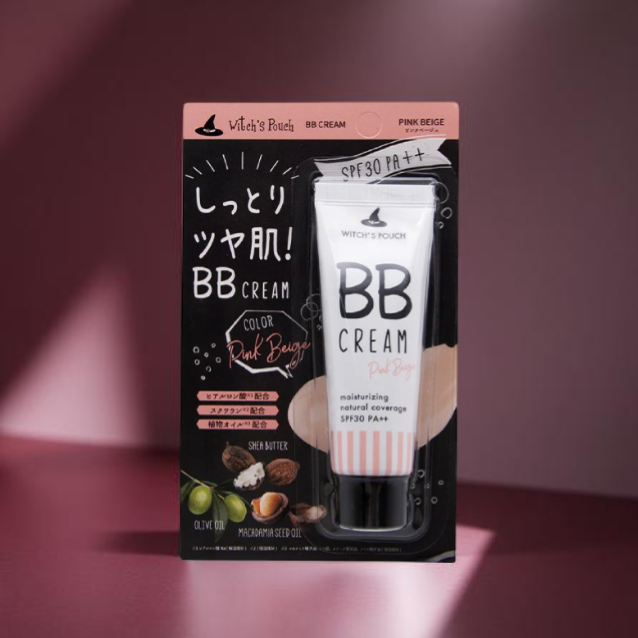 Witch's Pouch
BB CREAM
PINK BEIGE
ピンクベージュ
SPF30 PA++
しっとり
ツヤ肌!
BB CREAM
COLOR
Pink Beige
ヒアルロン酸※1配合
スクワラン※2配合
植物オイル※3配合
SHEA BUTTER
OLIVE OIL
MACADAMIA SEED OIL
WITCH'S POUCH
BB
CREAM
Pink Beige
moisturizing
natural coverage
SPF30 PA++